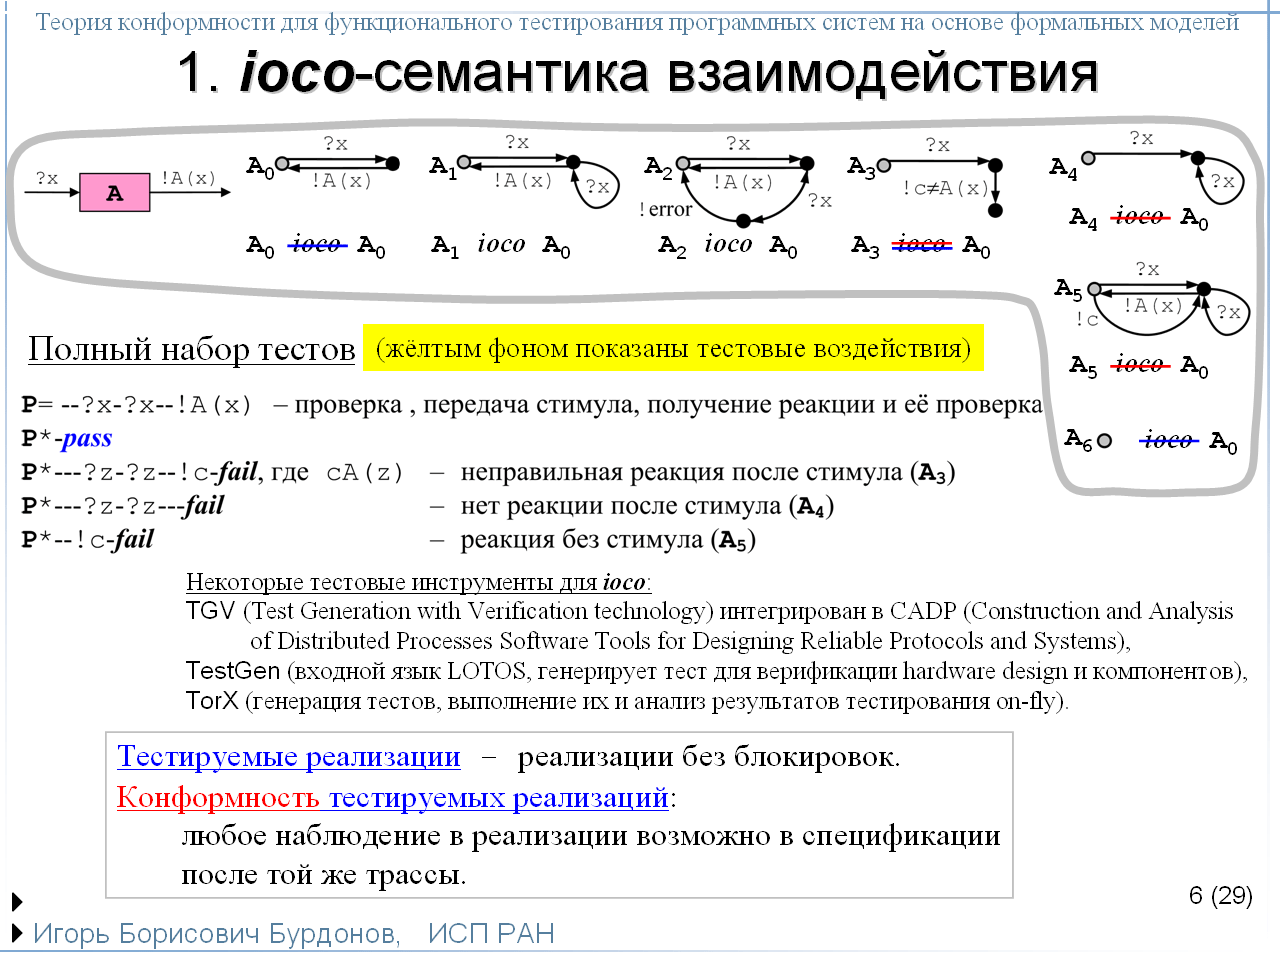 Теория конформности для функционального тестирования программных систем на основе формальных моделей
1. ioco-семантика взаимодействия
?x A !A(x)
A0 ?x !A(x)
A0 ioco A0
A1 ?x !A(x) ?x
A1 ioco A0
A2 ?x !A(x) ?x !error
A2 ioco A0
A3 ?x !c≠A(x)
A3 ioco A0
A4 ?x ?x
A4 ioco A0
A5 ?x !A(x) ?x !c
A5 ioco A0
A6 ioco A0
Полный набор тестов (жёлтым фоном показаны тестовые воздействия)
P= --?x-?x--!A(x) – проверка , передача стимула, получение реакции и её проверка
P*-pass
P*---?z-?z--!c-fail, где cA(z) – неправильная реакция после стимула (A3)
P*---?z-?z---fail – нет реакции после стимула (A4)
P*--!c-fail – реакция без стимула (A5)
Некоторые тестовые инструменты для ioco:
TGV (Test Generation with Verification technology) интегрирован в CADP (Construction and Analysis
of Distributed Processes Software Tools for Designing Reliable Protocols and Systems),
TestGen (входной язык LOTOS, генерирует тест для верификации hardware design и компонентов),
TorX (генерация тестов, выполнение их и анализ результатов тестирования on-fly).
Тестируемые реализации – реализации без блокировок.
Конформность тестируемых реализаций:
любое наблюдение в реализации возможно в спецификации
после той же трассы.
6 (29)
Игорь Борисович Бурдонов, ИСП РАН